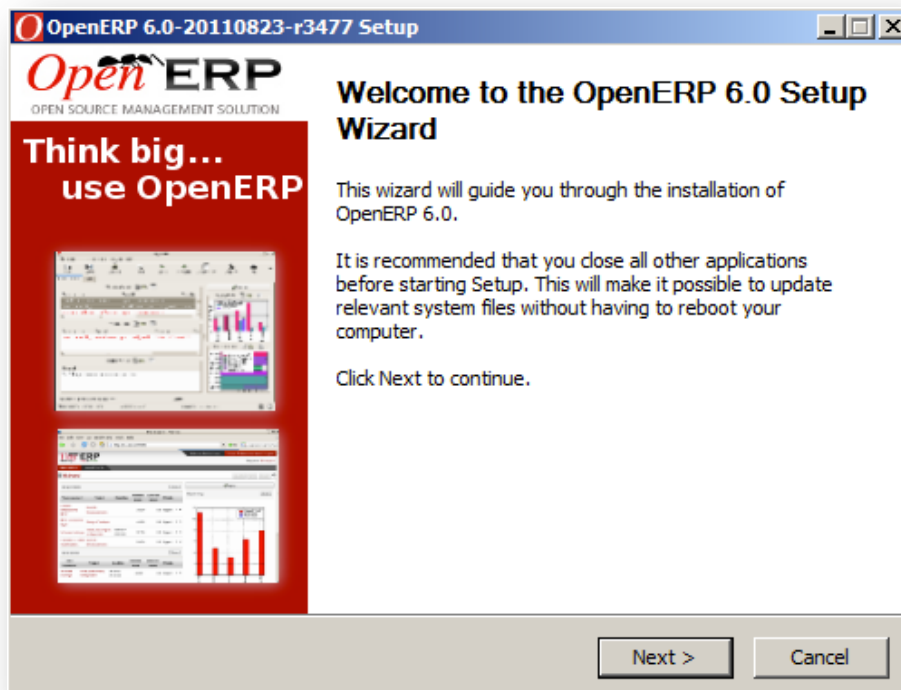 OpenERP 6.0-20110823-r3477 Setup
Open ERP
OPEN SOURCE MANAGEMENT SOLUTION
Think big...
use OpenERP
Welcome to the OpenERP 6.0 Setup
Wizard
This wizard will guide you through the installation of
OpenERP 6.0.
It is recommended that you close all other applications
before starting Setup. This will make it possible to update
relevant system files without having to reboot your
computer.
Click Next to continue.
ERP
Next >
Cancel